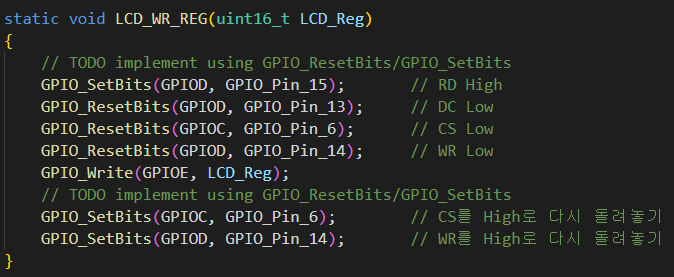 static void LCD_WR_REG(uint16_t LCD_Reg)
{
    // TODO implement using GPIO_ResetBits/GPIO_SetBits
    GPIO_SetBits(GPIOD, GPIO_Pin_15);       // RD High
    GPIO_ResetBits(GPIOD, GPIO_Pin_13);     // DC Low
    GPIO_ResetBits(GPIOC, GPIO_Pin_6);      // CS Low
    GPIO_ResetBits(GPIOD, GPIO_Pin_14);     // WR Low
    GPIO_Write(GPIOE, LCD_Reg);
    // TODO implement using GPIO_ResetBits/GPIO_SetBits
    GPIO_SetBits(GPIOC, GPIO_Pin_6);        // CS를 High로 다시 돌려놓기
    GPIO_SetBits(GPIOD, GPIO_Pin_14);       // WR를 High로 다시 돌려놓기
}